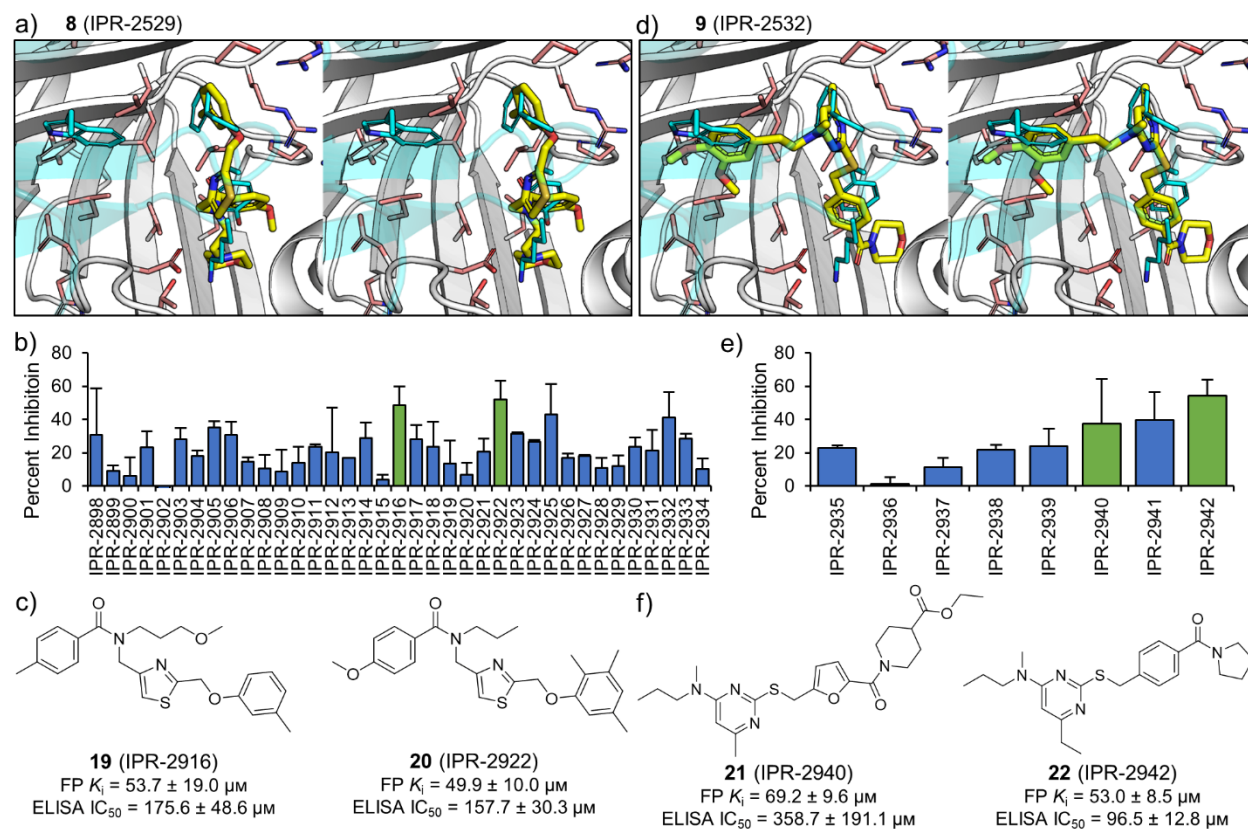 a) 8 (IPR-2529)
d) 9 (IPR-2532)
b)
Percent Inhibitoin
80
60
40
20
0
IPR-2898
IPR-2899
IPR-2900
IPR-2901
IPR-2902
IPR-2903
IPR-2904
IPR-2905
IPR-2906
IPR-2907
IPR-2908
IPR-2909
IPR-2910
IPR-2911
IPR-2912
IPR-2913
IPR-2914
IPR-2915
IPR-2916
IPR-2917
IPR-2918
IPR-2919
IPR-2920
IPR-2921
IPR-2922
IPR-2923
IPR-2924
IPR-2925
IPR-2926
IPR-2927
IPR-2928
IPR-2929
IPR-2930
IPR-2931
IPR-2932
IPR-2933
IPR-2934
e)
Percent Inhibition
80
60
40
20
0
IPR-2935
IPR-2936
IPR-2937
IPR-2938
IPR-2939
IPR-2940
IPR-2941
IPR-2942
c)
O
N
O
N
S
O
19 (IPR-2916)
FP Ki = 53.7 ± 19.0 μM
ELISA IC50 = 175.6 ± 48.6 μM
O
N
O
N
S
O
20 (IPR-2922)
FP Ki = 49.9 ± 10.0 μM
ELISA IC50 = 157.7 ± 30.3 μM
f)
O
O
N
N
S
O
N
N
O
21 (IPR-2940)
FP Ki = 69.2 ± 9.6 μM
ELISA IC50 = 358.7 ± 191.1 μM
O
N
N
N
S
N
22 (IPR-2942)
FP Ki = 53.0 ± 8.5 μM
ELISA IC50 = 96.5 ± 12.8 μM